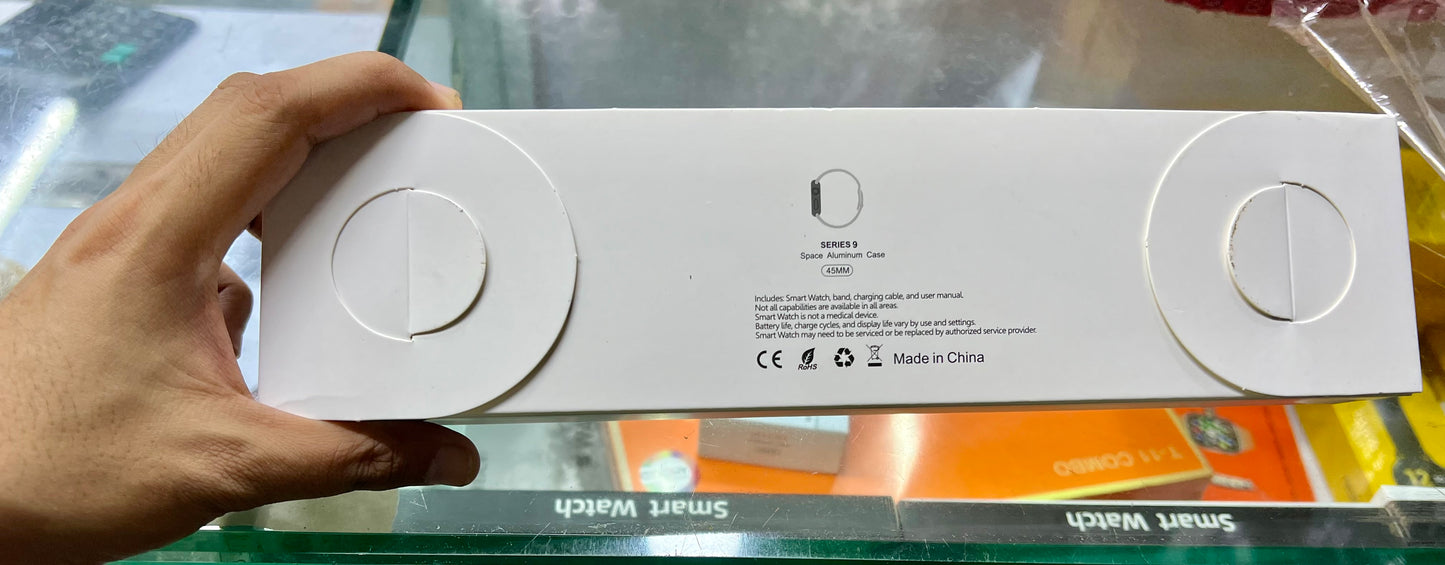 SERIES 9
Space Aluminum Case
45MM
Includes: Smart Watch, band, charging cable, and user manual.
Not all capabilities are available in all areas.
Smart Watch is not a medical device.
Battery life, charge cycles, and display life vary by use and settings.
Smart Watch may need to be serviced or be replaced by authorized service provider.
CE RoHS Made in China
T-11 COMBO
12
Smart Watch
Smart Watch